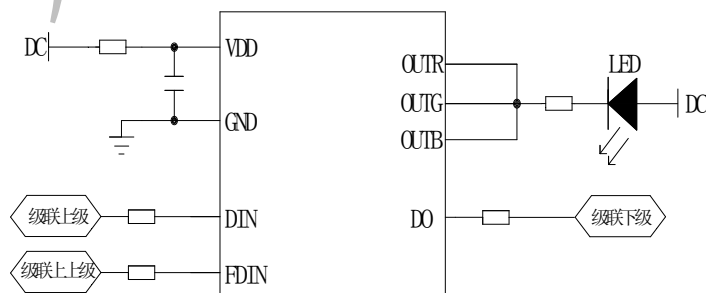 DC
VDD
GND
级联上级
DIN
级联上上级
FDIN
OUTR
OUTG
OUTB
LED
DC
DO
级联下级